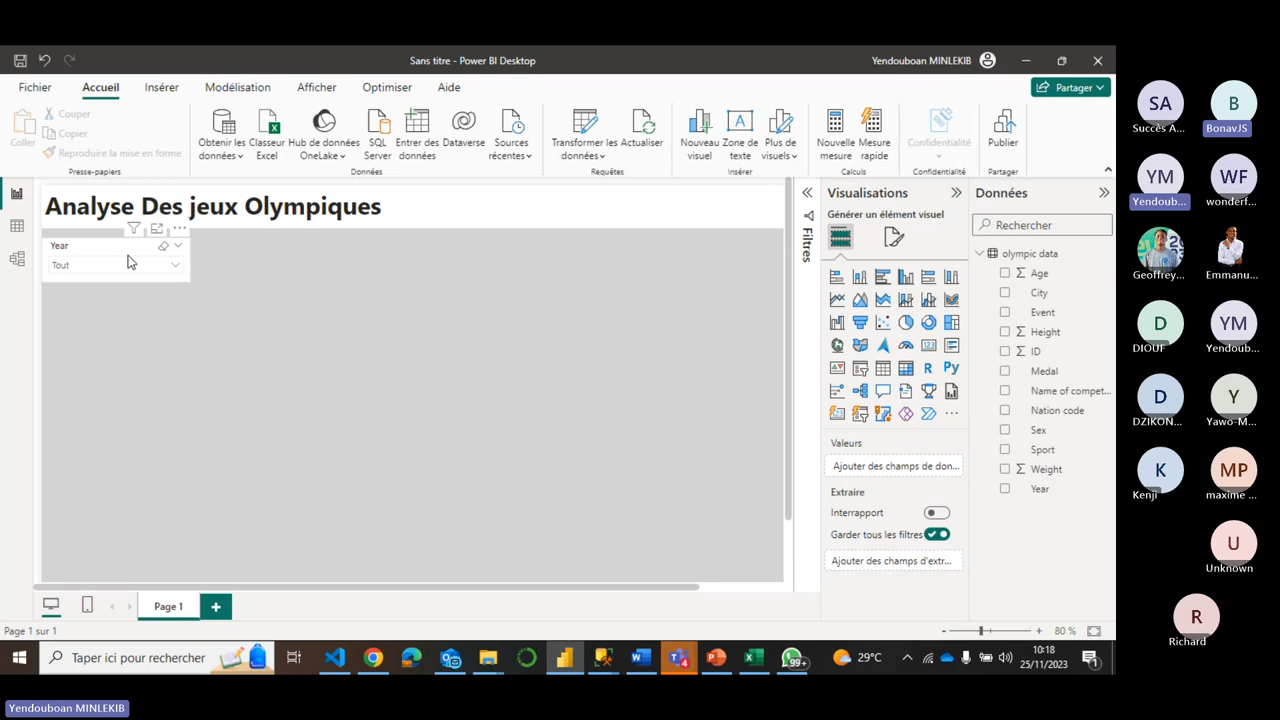 Sans titre - Power BI Desktop
Yendouboan MINLEKIB
Fichier
Accueil
Insérer
Modélisation
Afficher
Optimiser
Aide
Partager
Coller
Couper
Copier
Reproduire la mise en forme
Presse-papiers
Obtenir les données
Classeur Excel
Hub de données OneLake
SQL Server
Entrer des données
Dataverse
Sources récentes
Données
Transformer les données
Actualiser
Requêtes
Nouveau visuel
Zone de texte
Plus de visuels
Insérer
Nouvelle mesure
Mesure rapide
Calculs
Confidentialité
Confidentialité
Publier
Partager
Analyse Des jeux Olympiques
Year
Tout
Filtres
Visualisations
Générer un élément visuel
R
Py
123
Valeurs
Ajouter des champs de don...
Extraire
Interrapport
Garder tous les filtres
Ajouter des champs d'extr...
Données
Rechercher
olympic data
Age
City
Event
Height
ID
Medal
Name of compet...
Nation code
Sex
Sport
Weight
Year
Page 1
Page 1 sur 1
80 %
Taper ici pour rechercher
99+
29°C
10:18
25/11/2023
1
SA
Succès A...
B
BonavJS
YM
Yendoub...
WF
wonderf...
Geoffrey...
Emmanu...
D
DIOUF
YM
Yendoub...
D
DZIKON...
Y
Yawo-M...
K
Kenji
MP
maxime ...
U
Unknown
R
Richard
Yendouboan MINLEKIB